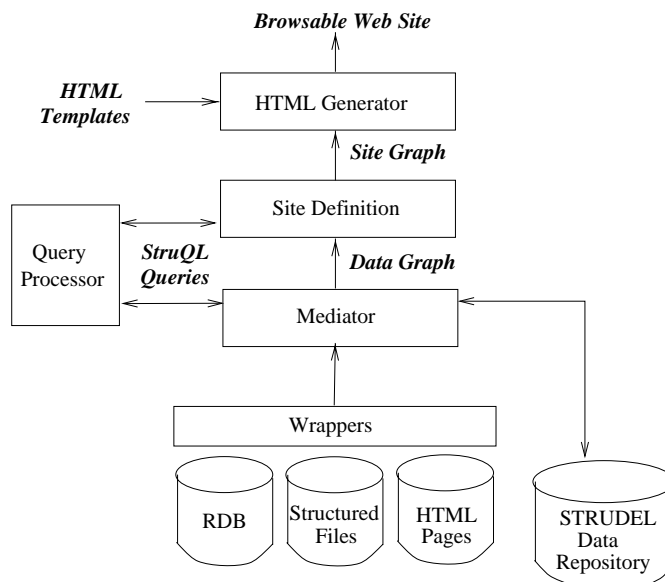 Browsable Web Site
HTML
Templates
HTML Generator
Site Graph
Site Definition
Query
Processor
StruQL
Queries
Data Graph
Mediator
Wrappers
RDB
Structured
Files
HTML
Pages
STRUDEL
Data
Repository